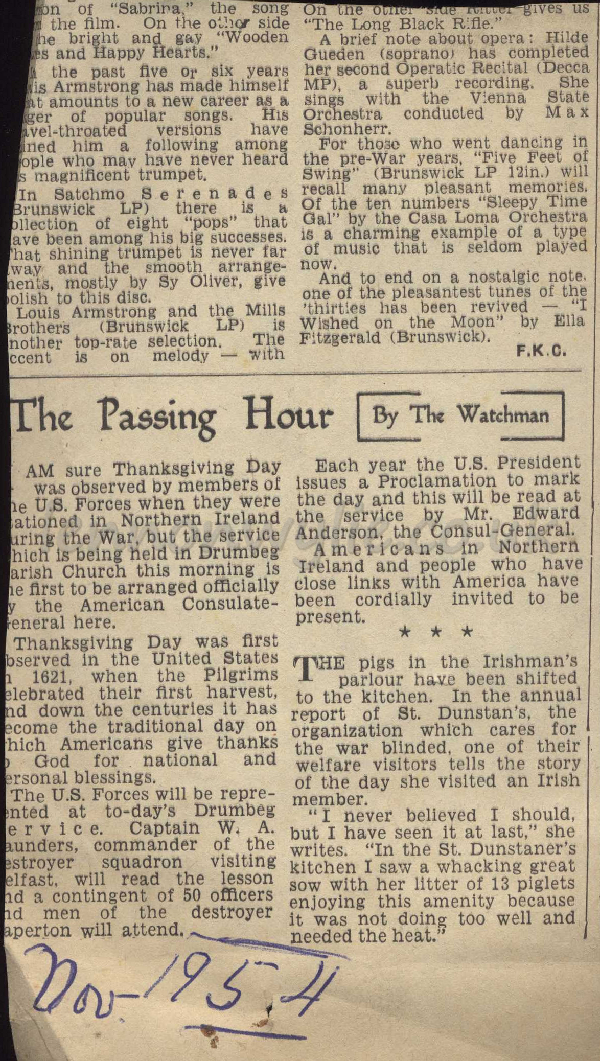 on of "Sabrina," the song
the film. On the other side
he bright and gay "Wooden
es and Happy Hearts."
the past five or six years
is Armstrong has made himself
at amounts to a new career as a
ger of popular songs. His
avel-throated versions have
ined him a following among
ople who may have never heard
s magnificent trumpet.
In Satchmo Serenades
Brunswick LP) there is a
ollection of eight "pops" that
ave been among his big successes.
hat shining trumpet is never far
way and the smooth arrange-
ments, mostly by Sy Oliver, give
olish to this disc.
Louis Armstrong and the Mills
Brothers (Brunswick LP) is
nother top-rate selection. The
ccent is on melody — with
On the other side Ritter gives us
"The Long Black Rifle."
A brief note about opera: Hilde
Gueden (soprano) has completed
her second Operatic Recital (Decca
MP), a superb recording. She
sings with the Vienna State
Orchestra conducted by Max
Schonherr.
For those who went dancing in
the pre-War years, "Five Feet of
Swing" (Brunswick LP 12in.) will
recall many pleasant memories.
Of the ten numbers "Sleepy Time
Gal" by the Casa Loma Orchestra
is a charming example of a type
of music that is seldom played
now.
And to end on a nostalgic note,
one of the pleasantest tunes of the
'thirties has been revived — "I
Wished on the Moon" by Ella
Fitzgerald (Brunswick).
F.K.C.
The Passing Hour
By The Watchman
AM sure Thanksgiving Day
was observed by members of
he U.S. Forces when they were
ationed in Northern Ireland
uring the War, but the service
hich is being held in Drumbeg
arish Church this morning is
he first to be arranged officially
y the American Consulate-
eneral here.
Thanksgiving Day was first
bserved in the United States
n 1621, when the Pilgrims
elebrated their first harvest,
nd down the centuries it has
ecome the traditional day on
hich Americans give thanks
o God for national and
ersonal blessings.
The U.S. Forces will be repre-
ented at to-day's Drumbeg
ervice. Captain W. A.
aunders, commander of the
estroyer squadron visiting
elfast, will read the lesson
nd a contingent of 50 officers
nd men of the destroyer
aperton will attend.
Each year the U.S. President
issues a Proclamation to mark
the day and this will be read at
the service by Mr. Edward
Anderson, the Consul-General.
Americans in Northern
Ireland and people who have
close links with America have
been cordially invited to be
present.
* * *
THE pigs in the Irishman's
parlour have been shifted
to the kitchen. In the annual
report of St. Dunstan's, the
organization which cares for
the war blinded, one of their
welfare visitors tells the story
of the day she visited an Irish
member.
"I never believed I should,
but I have seen it at last," she
writes. "In the St. Dunstaner's
kitchen I saw a whacking great
sow with her litter of 13 piglets
enjoying this amenity because
it was not doing too well and
needed the heat."
Nov. 1954